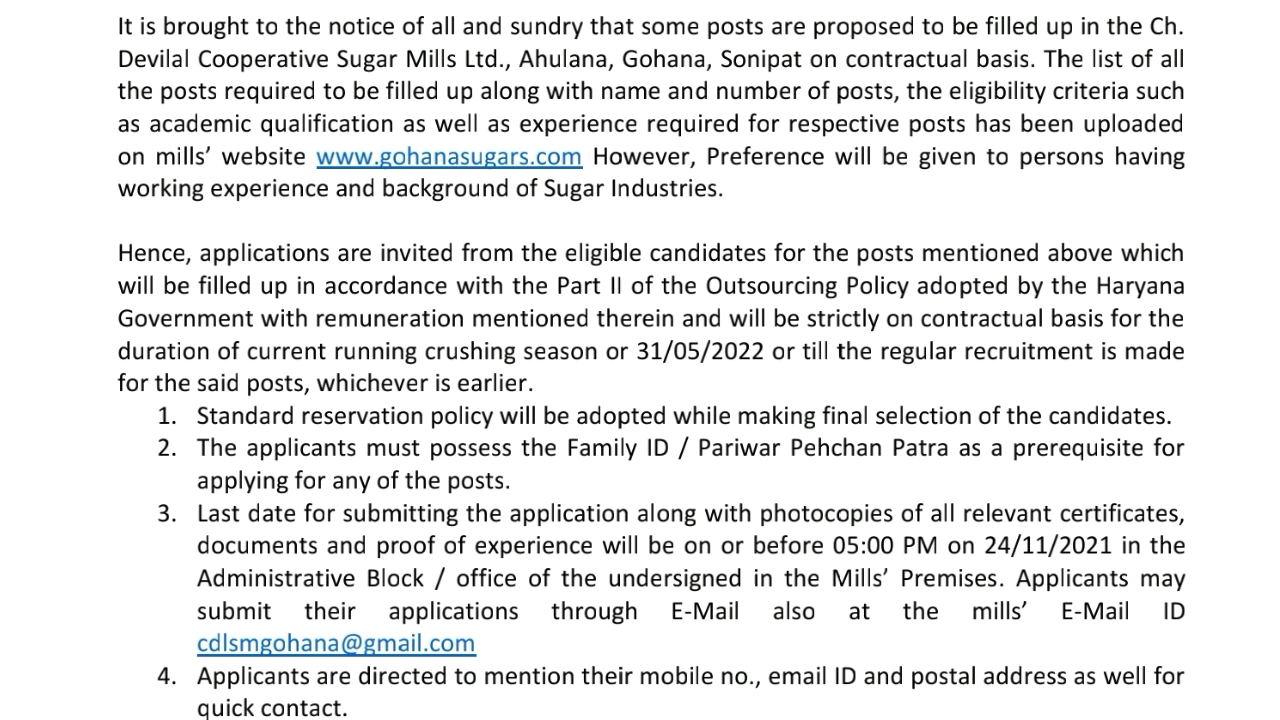 It is brought to the notice of all and sundry that some posts are proposed to be filled up in the Ch.
Devilal Cooperative Sugar Mills Ltd., Ahulana, Gohana, Sonipat on contractual basis. The list of all
the posts required to be filled up along with name and number of posts, the eligibility criteria such
as academic qualification as well as experience required for respective posts has been uploaded
on mills’ website www.gohanasugars.com However, Preference will be given to persons having
working experience and background of Sugar Industries.
Hence, applications are invited from the eligible candidates for the posts mentioned above which
will be filled up in accordance with the Part II of the Outsourcing Policy adopted by the Haryana
Government with remuneration mentioned therein and will be strictly on contractual basis for the
duration of current running crushing season or 31/05/2022 or till the regular recruitment is made
for the said posts, whichever is earlier.
1. Standard reservation policy will be adopted while making final selection of the candidates.
2. The applicants must possess the Family ID / Pariwar Pehchan Patra as a prerequisite for
applying for any of the posts.
3. Last date for submitting the application along with photocopies of all relevant certificates,
documents and proof of experience will be on or before 05:00 PM on 24/11/2021 in the
Administrative Block / office of the undersigned in the Mills’ Premises. Applicants may
submit their applications through E-Mail also at the mills’ E-Mail ID
cdlsmgohana@gmail.com
4. Applicants are directed to mention their mobile no., email ID and postal address as well for
quick contact.